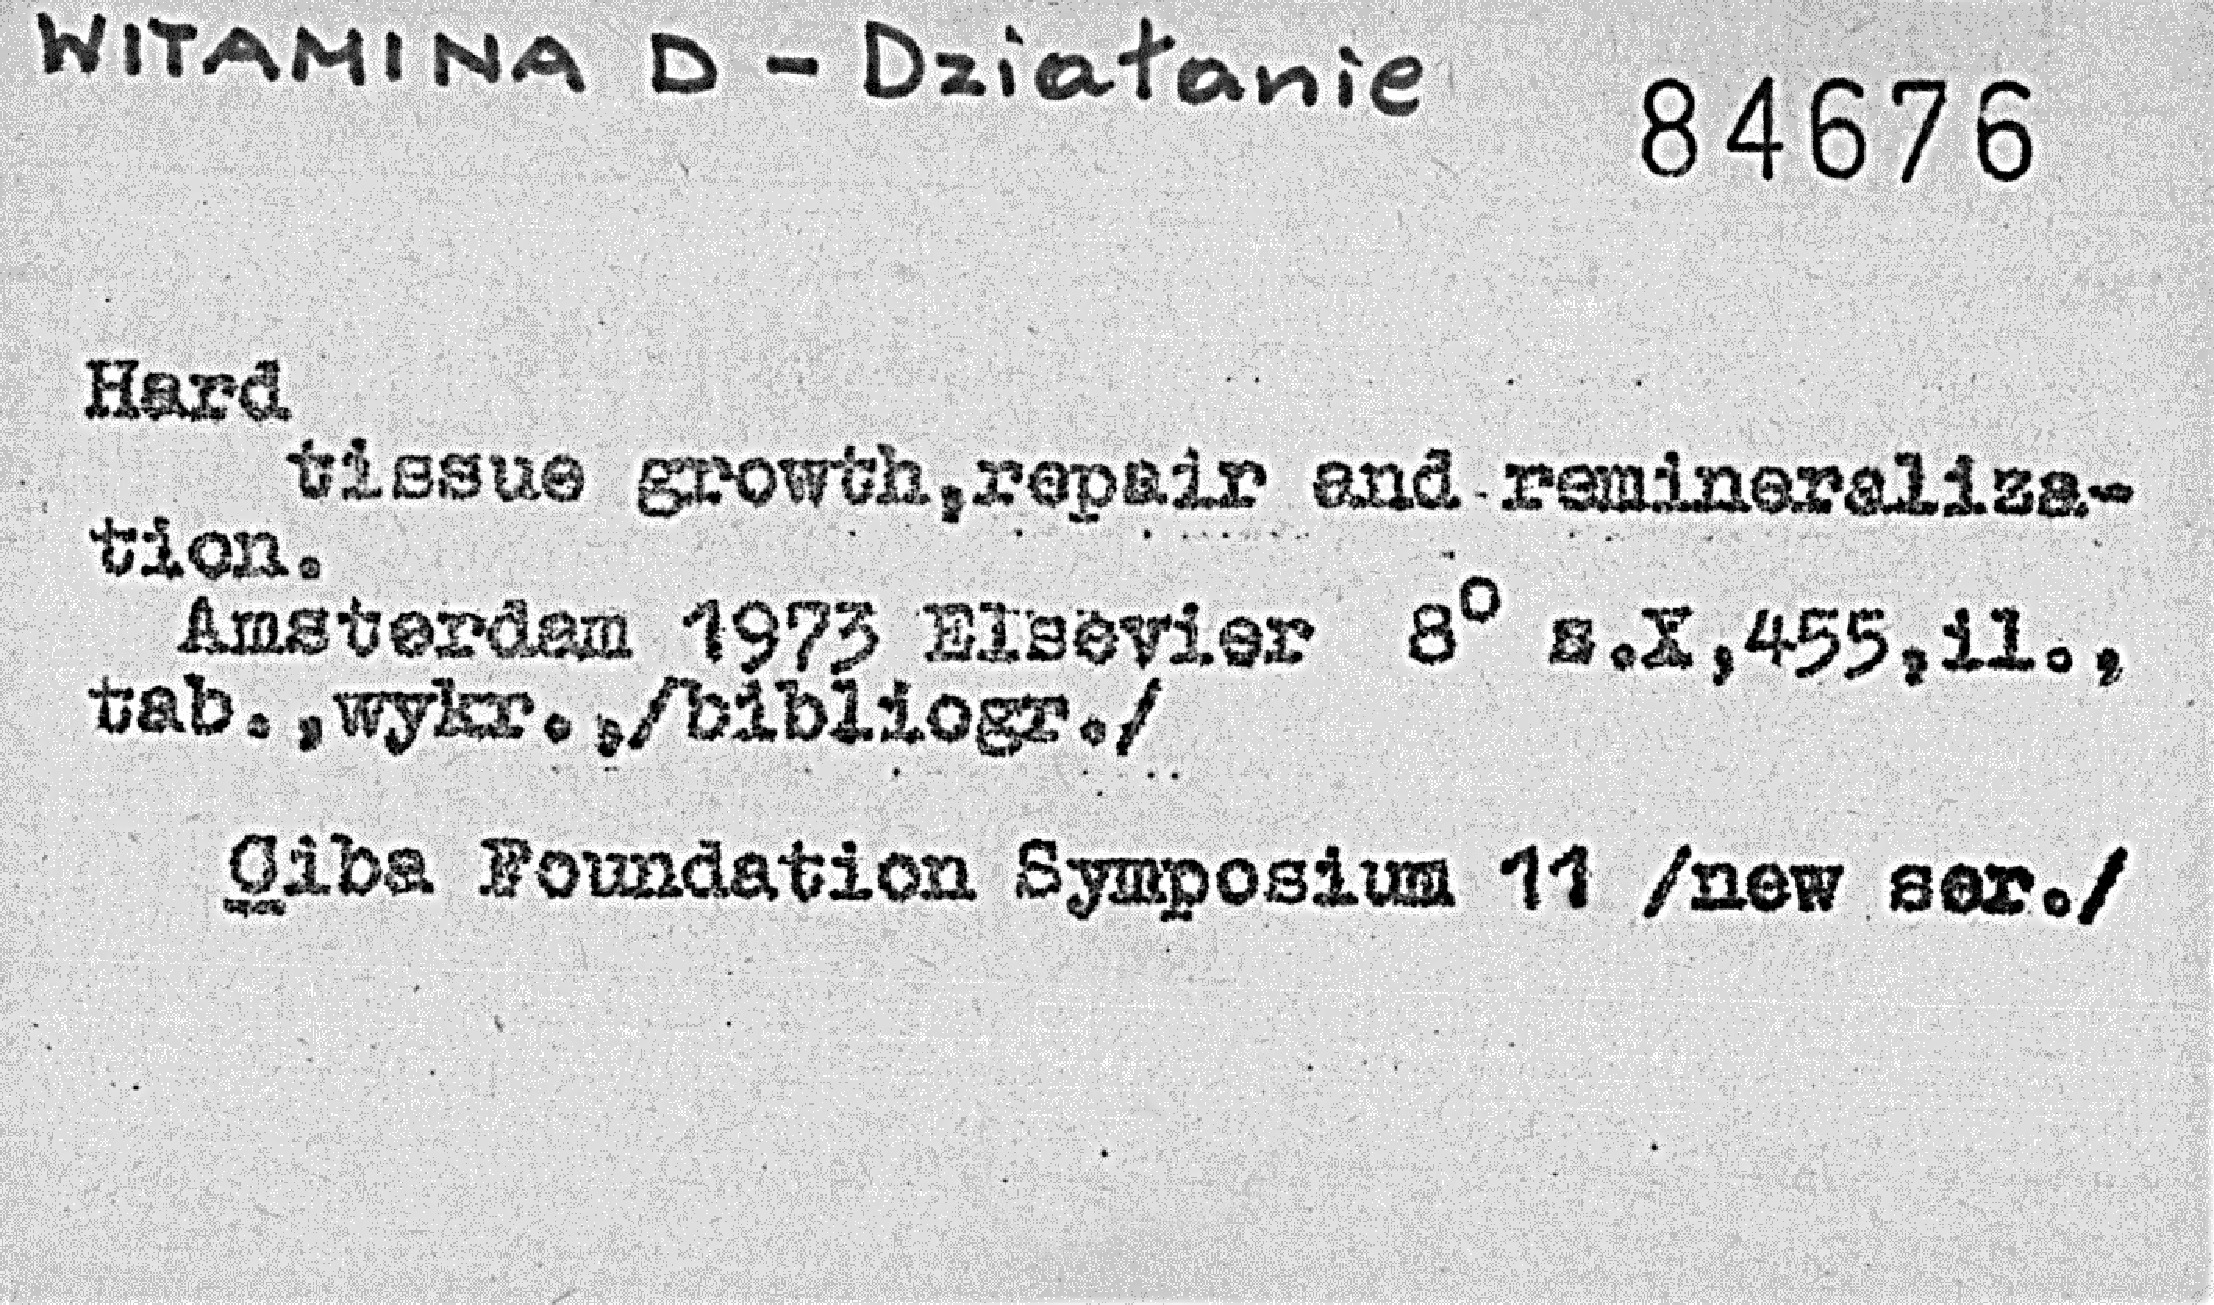 WITAMINA D - Działanie
84676
Hard
tissue growth,repair and remineraliza-
tion.
Amsterdam 1973 Elsevier 8° s.X,455,il.,
tab.,wykr.,/bibliogr./
Ciba Foundation Symposium 11 /new ser./